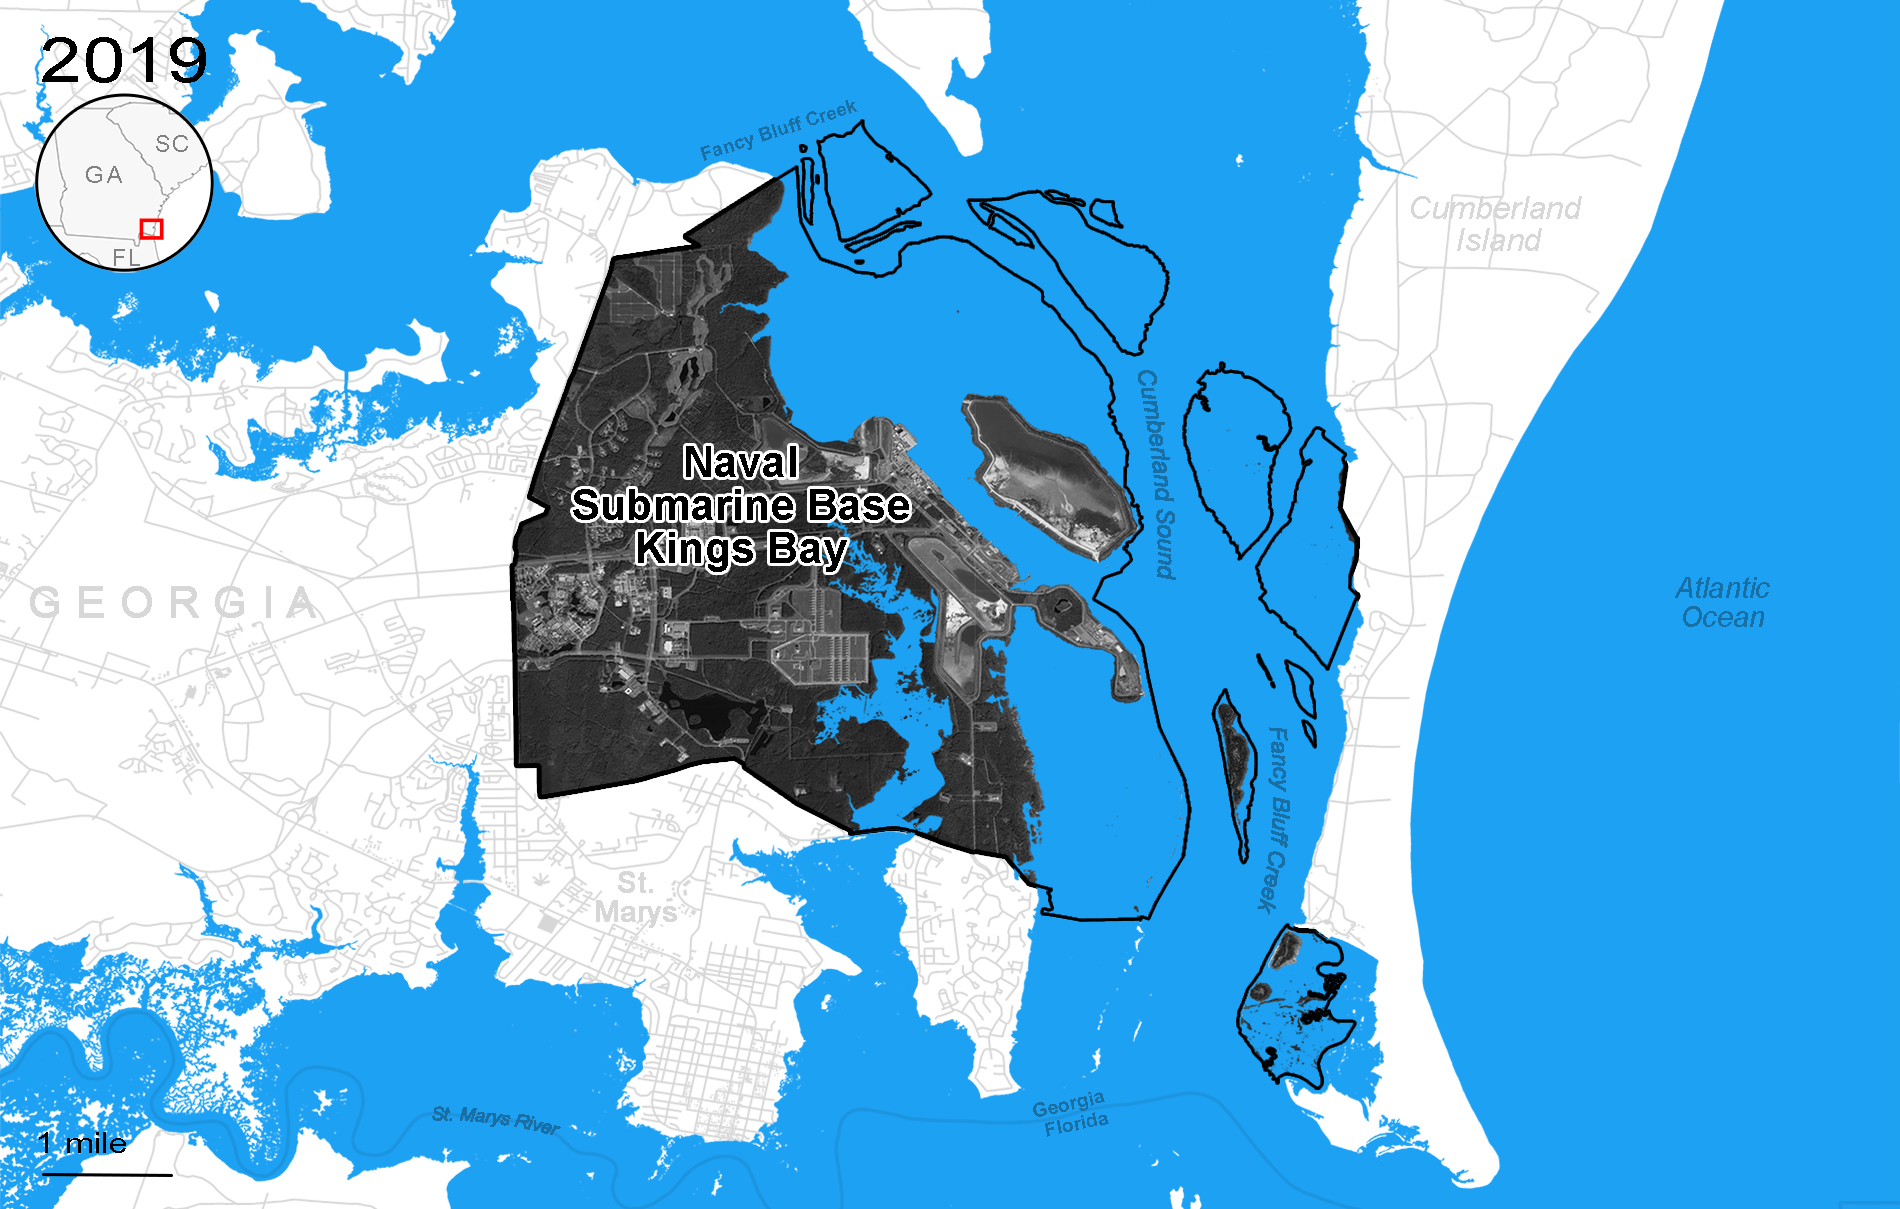 2019
SC
GA
FL
Fancy Bluff Creek
Cumberland
Island
Cumberland Sound
Naval
Submarine Base
Kings Bay
GEORGIA
Atlantic
Ocean
Fancy Bluff Creek
St.
Marys
Georgia
Florida
St. Marys River
1 mile